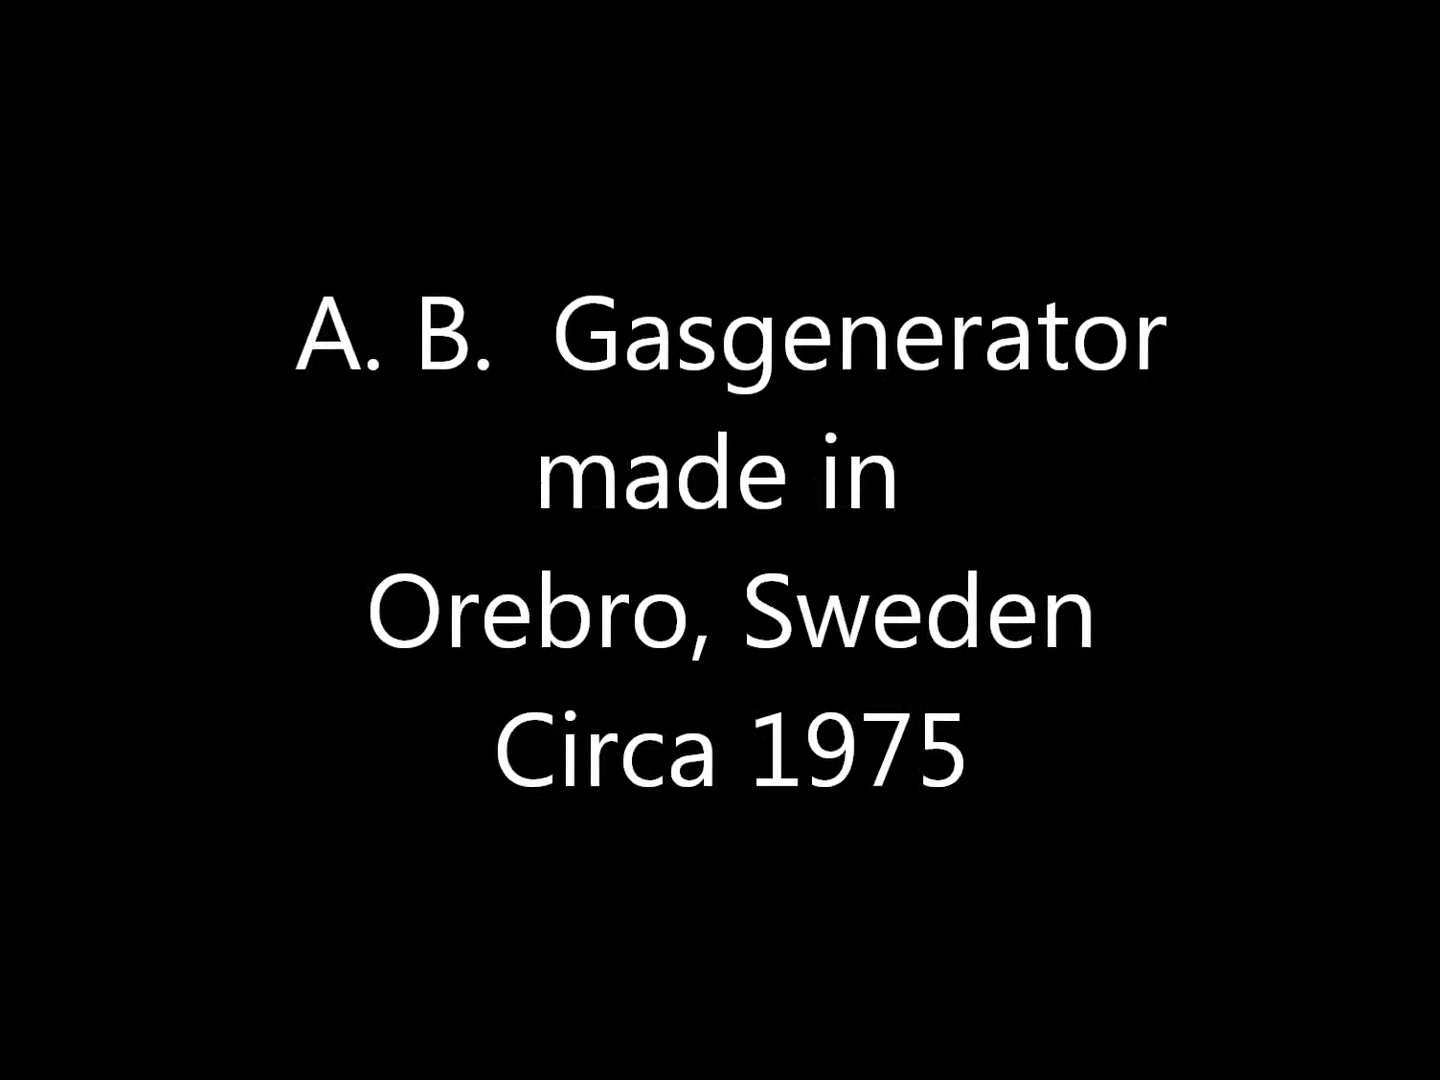 A. B.  Gasgenerator
made in
Orebro, Sweden
Circa 1975